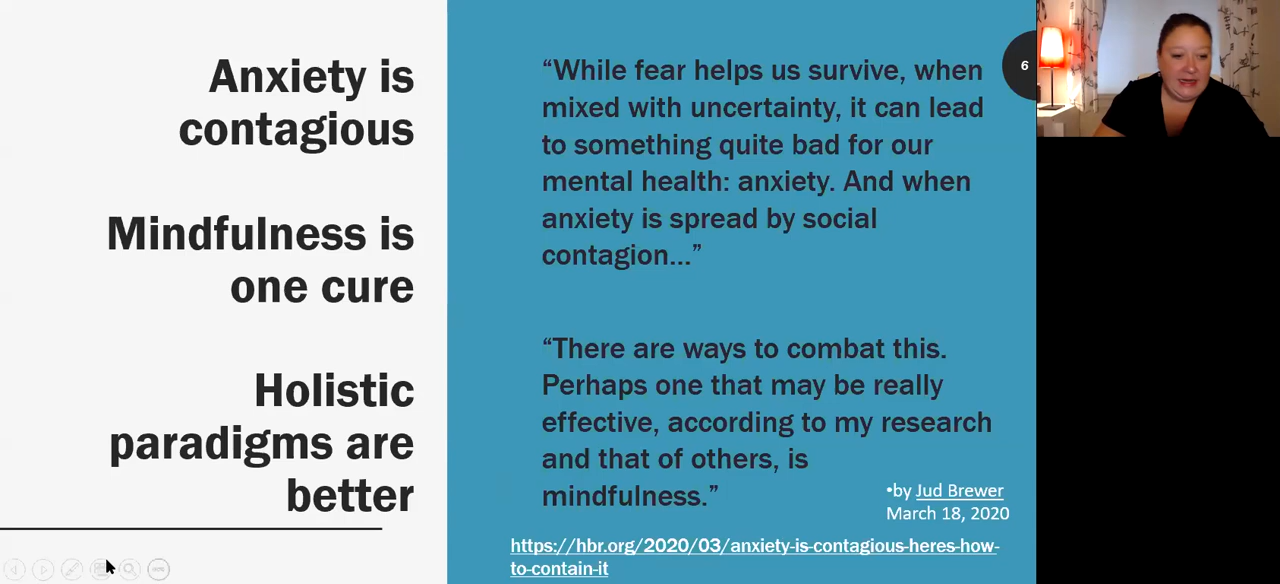 Anxiety is
contagious
Mindfulness is
one cure
Holistic
paradigms are
better
“While fear helps us survive, when
mixed with uncertainty, it can lead
to something quite bad for our
mental health: anxiety. And when
anxiety is spread by social
contagion...”
“There are ways to combat this.
Perhaps one that may be really
effective, according to my research
and that of others, is
mindfulness.”
•by Jud Brewer
March 18, 2020
https://hbr.org/2020/03/anxiety-is-contagious-heres-how-
to-contain-it
6